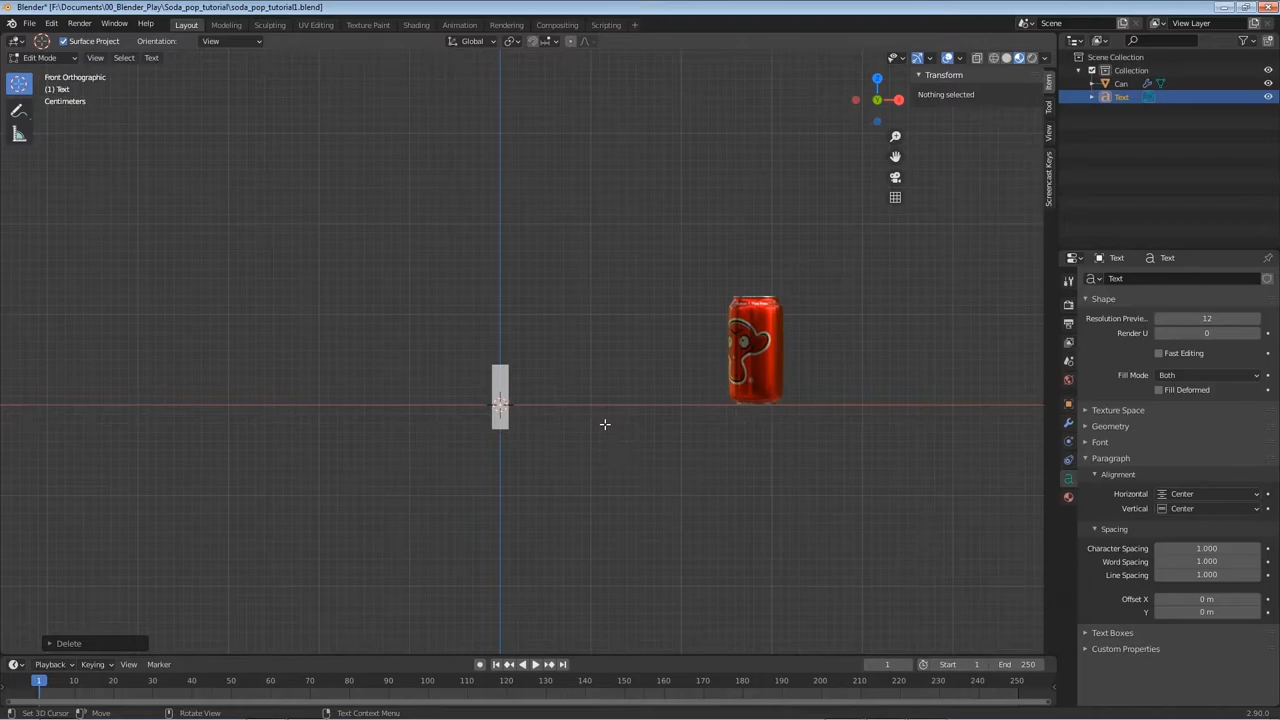 Blender* [F:\Documents\00_Blender_Play\Soda_pop_tutorial\soda_pop_tutorial1.blend]
File Edit Render Window Help Layout Modeling Sculpting UV Editing Texture Paint Shading Animation Rendering Compositing Scripting Scene View Layer
Surface Project Orientation: View Global
Edit Mode View Select Text
Front Orthographic
(1) Text
Centimeters
Transform
Nothing selected
Item
Tool
View
Screencast Keys
Scene Collection
Collection
Can
Text
Text Text
Text
Shape
Resolution Previe... 12
Render U 0
Fast Editing
Fill Mode Both
Fill Deformed
Texture Space
Geometry
Font
Paragraph
Alignment
Horizontal Center
Vertical Center
Spacing
Character Spacing 1.000
Word Spacing 1.000
Line Spacing 1.000
Offset X 0 m
Y 0 m
Text Boxes
Custom Properties
Delete
Playback Keying View Marker 1 Start 1 End 250
1 10 20 30 40 50 60 70 80 90 100 110 120 130 140 150 160 170 180 190 200 210 220 230 240 250
Set 3D Cursor Move Rotate View Text Context Menu 2.90.0